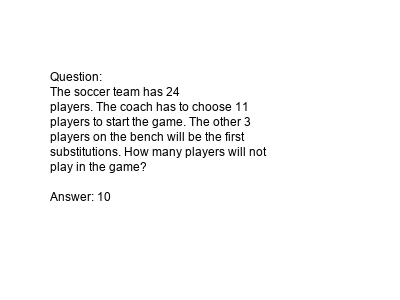 Question:
The soccer team has 24
players. The coach has to choose 11
players to start the game. The other 3
players on the bench will be the first
substitutions. How many players will not
play in the game?
Answer: 10